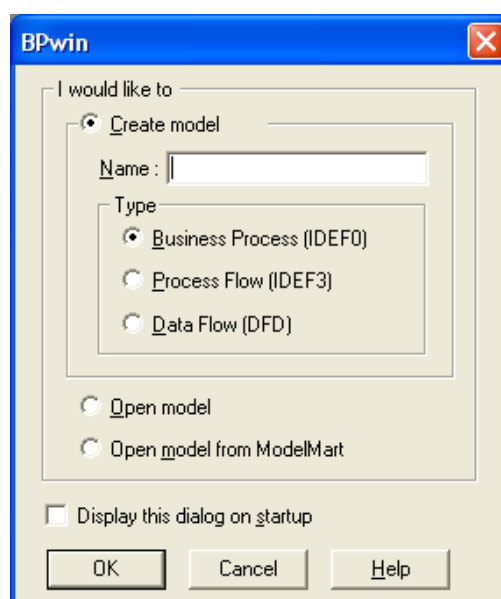 BPwin
I would like to
Create model
Name :
Type
Business Process (IDEF0)
Process Flow (IDEF3)
Data Flow (DFD)
Open model
Open model from ModelMart
Display this dialog on startup
OK Cancel Help